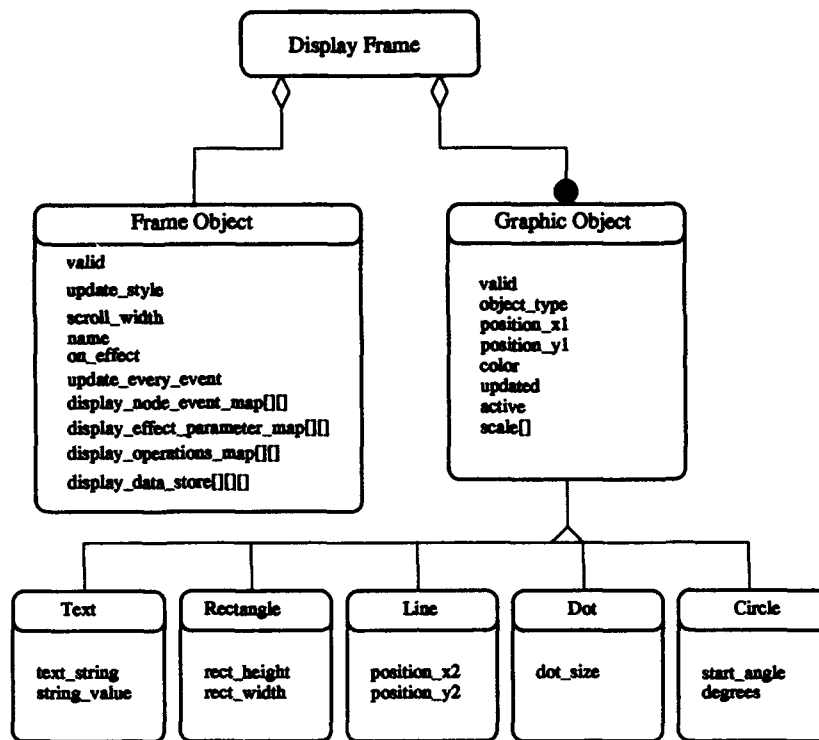 Display Frame
Frame Object
valid
update_style
scroll_width
name
on_effect
update_every_event
display_node_event_map[][]
display_effect_parameter_map[][]
display_operations_map[][]
display_data_store[][][]
Graphic Object
valid
object_type
position_x1
position_y1
color
updated
active
scale[]
Text
text_string
string_value
Rectangle
rect_height
rect_width
Line
position_x2
position_y2
Dot
dot_size
Circle
start_angle
degrees